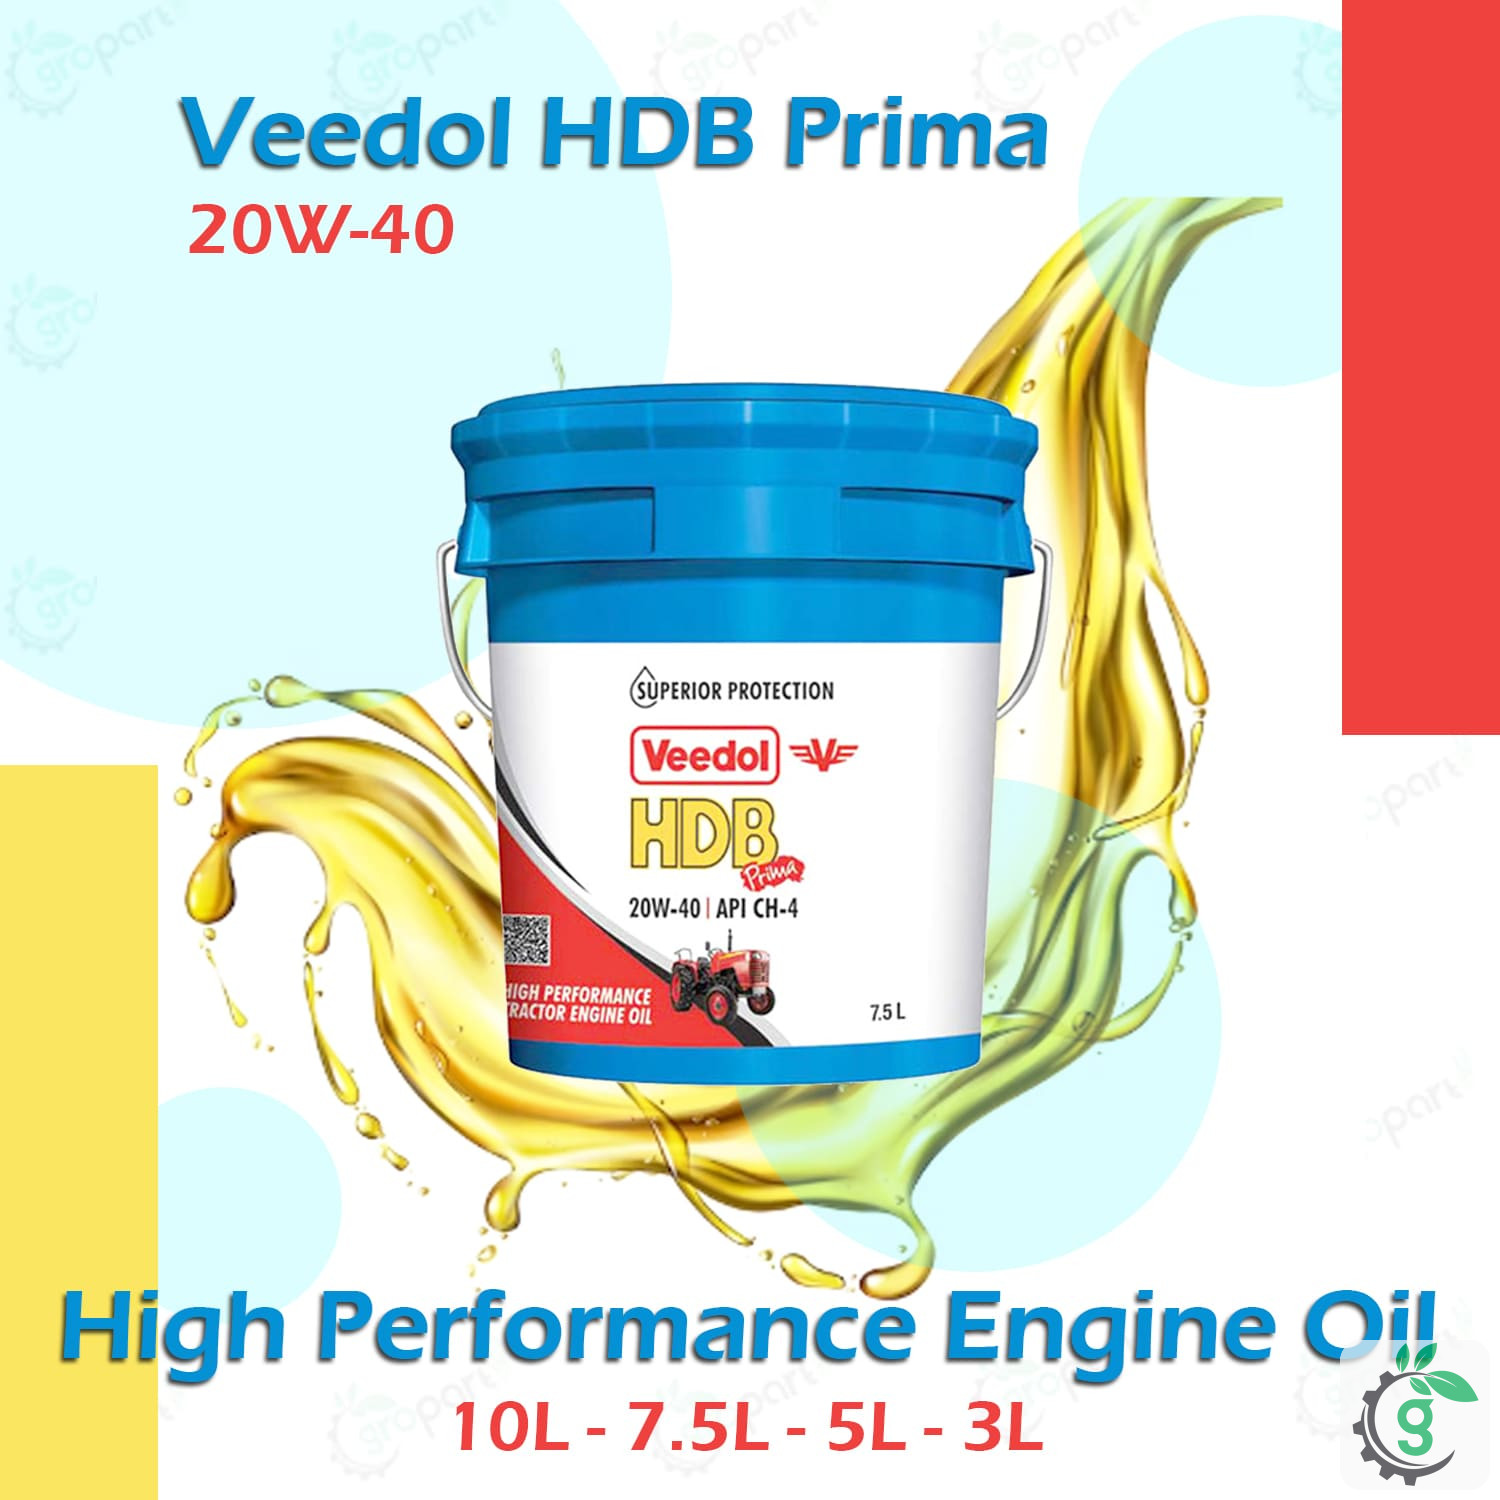 Veedol HDB Prima
20W-40
SUPERIOR PROTECTION
Veedol V
HDB
Prima
20W-40 | API CH-4
HIGH PERFORMANCE
TRACTOR ENGINE OIL
7.5 L
High Performance Engine Oil
10L - 7.5L - 5L - 3L
g